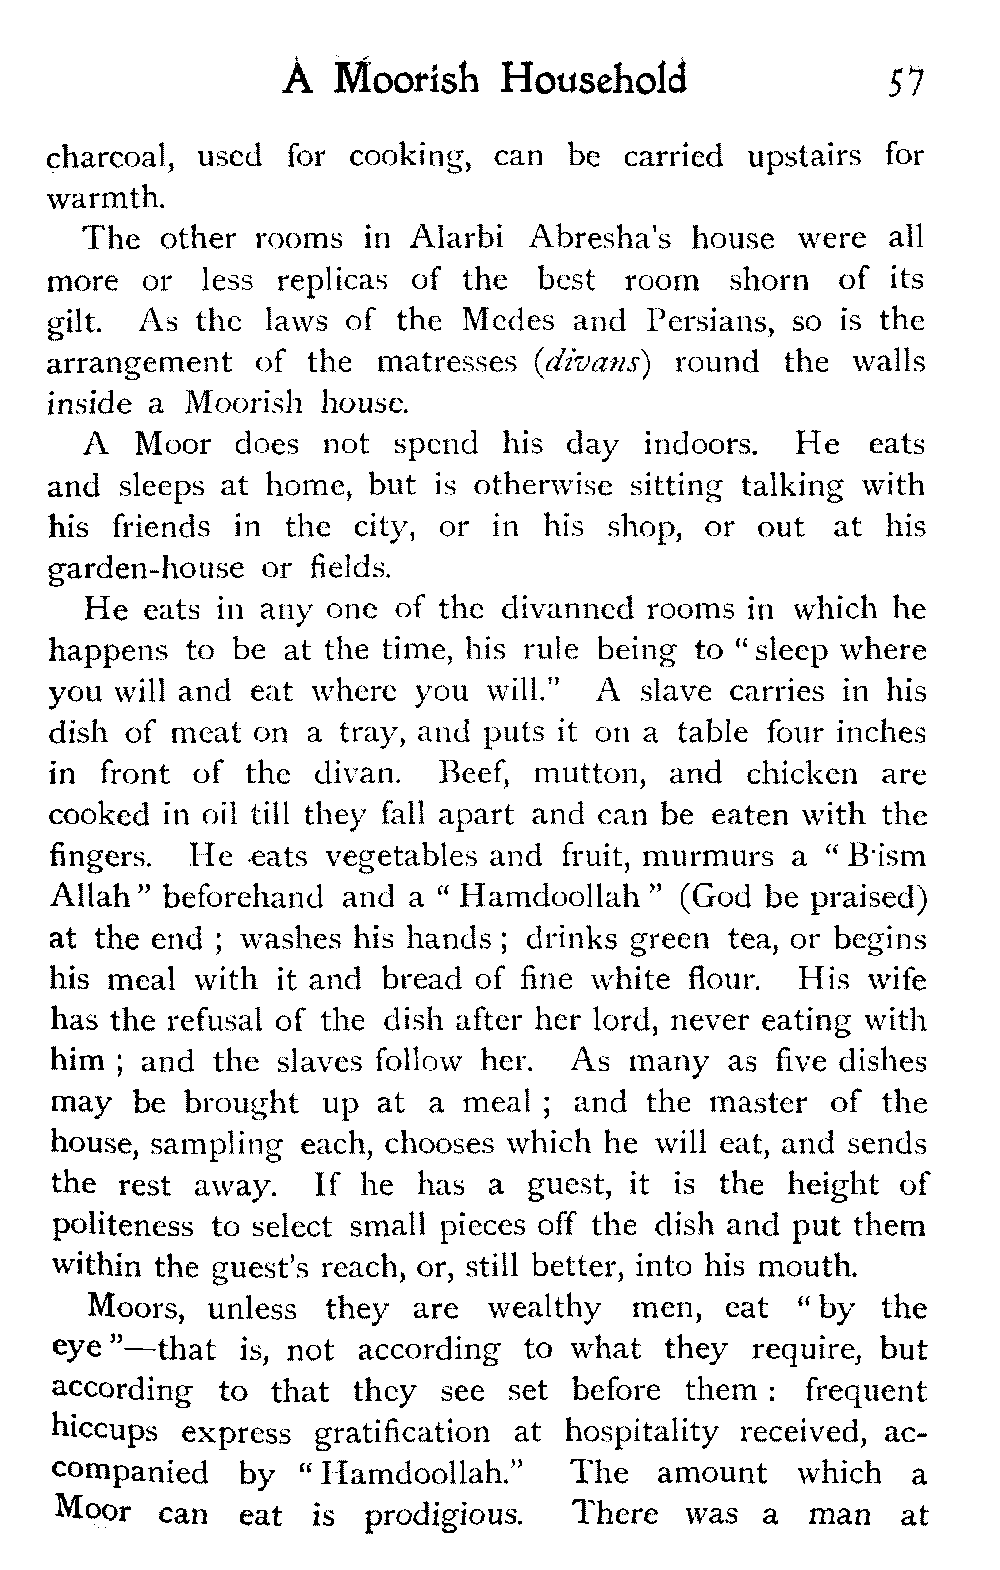 A Moorish Household 57
charcoal, used for cooking, can be carried upstairs for
warmth.
The other rooms in Alarbi Abresha's house were all
more or less replicas of the best room shorn of its
gilt. As the laws of the Medes and Persians, so is the
arrangement of the matresses (divans) round the walls
inside a Moorish house.
A Moor does not spend his day indoors. He eats
and sleeps at home, but is otherwise sitting talking with
his friends in the city, or in his shop, or out at his
garden-house or fields.
He eats in any one of the divanned rooms in which he
happens to be at the time, his rule being to "sleep where
you will and eat where you will." A slave carries in his
dish of meat on a tray, and puts it on a table four inches
in front of the divan. Beef, mutton, and chicken are
cooked in oil till they fall apart and can be eaten with the
fingers. He eats vegetables and fruit, murmurs a "B'ism
Allah" beforehand and a "Hamdoollah" (God be praised)
at the end ; washes his hands ; drinks green tea, or begins
his meal with it and bread of fine white flour. His wife
has the refusal of the dish after her lord, never eating with
him ; and the slaves follow her. As many as five dishes
may be brought up at a meal ; and the master of the
house, sampling each, chooses which he will eat, and sends
the rest away. If he has a guest, it is the height of
politeness to select small pieces off the dish and put them
within the guest's reach, or, still better, into his mouth.
Moors, unless they are wealthy men, eat "by the
eye"—that is, not according to what they require, but
according to that they see set before them : frequent
hiccups express gratification at hospitality received, ac-
companied by "Hamdoollah." The amount which a
Moor can eat is prodigious. There was a man at